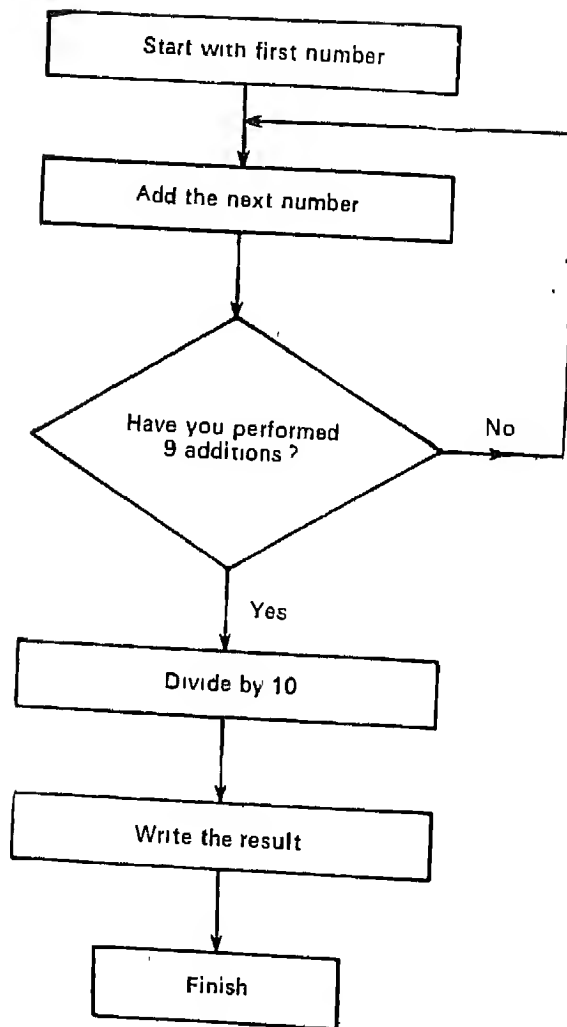 Start with first number
Add the next number
Have you performed
9 additions ?
No
Yes
Divide by 10
Write the result
Finish